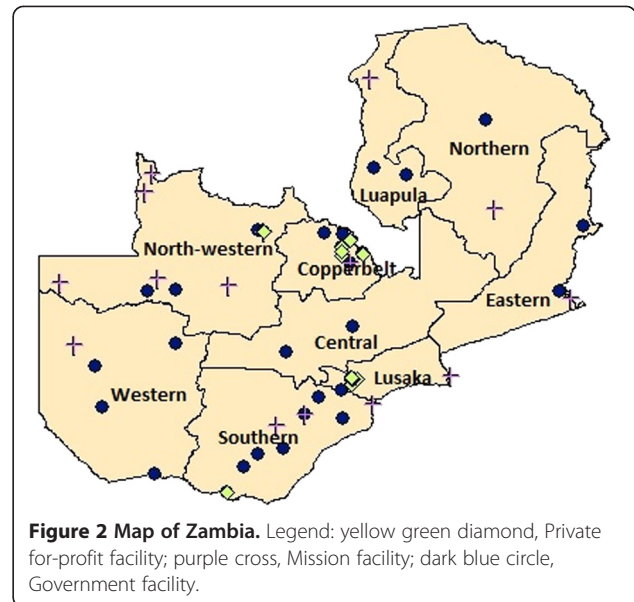 Northern
Luapula
North-western
Copperbelt
Eastern
Central
Lusaka
Western
Southern
Figure 2 Map of Zambia. Legend: yellow green diamond, Private
for-profit facility; purple cross, Mission facility; dark blue circle,
Government facility.